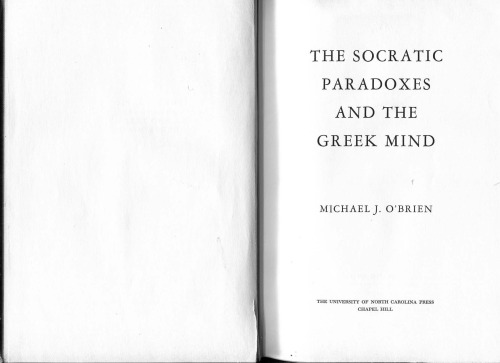 THE SOCRATIC
PARADOXES
AND THE
GREEK MIND
MICHAEL J. O'BRIEN
THE UNIVERSITY OF NORTH CAROLINA PRESS
CHAPEL HILL